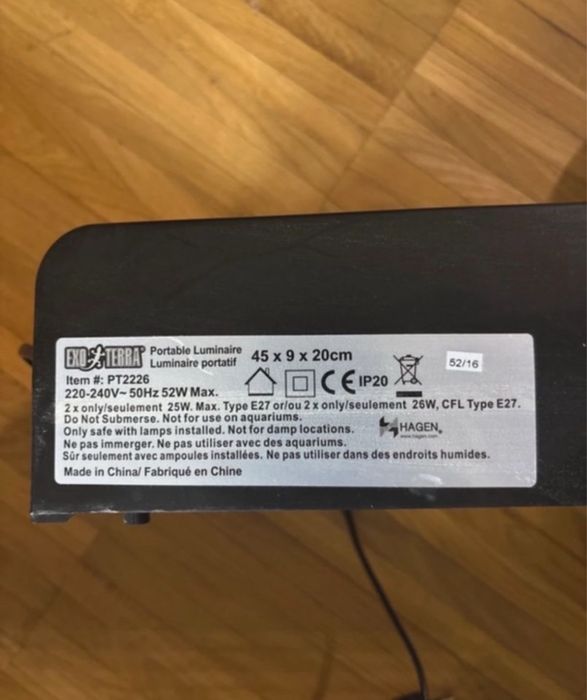 EXO TERRA® Portable Luminaire 45 x 9 x 20cm
Luminaire portatif
Item #: PT2226
220-240V~ 50Hz 52W Max.
CE IP20
52/16
2 x only/seulement 25W. Max. Type E27 or/ou 2 x only/seulement 26W, CFL Type E27.
Do Not Submerse. Not for use on aquariums.
Only safe with lamps installed. Not for damp locations.
HAGEN®
www.hagen.com
Ne pas immerger. Ne pas utiliser avec des aquariums.
Sûr seulement avec ampoules installées. Ne pas utiliser dans des endroits humides.
Made in China/ Fabriqué en Chine